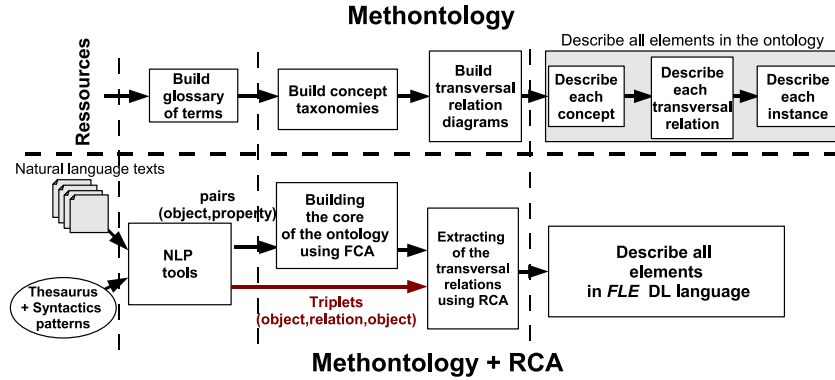 Methontology
Describe all elements in the ontology
Ressources
Build
glossary
of terms
Build concept
taxonomies
Build
transversal
relation
diagrams
Describe
each
concept
Describe
each
transversal
relation
Describe
each
instance
Natural language texts
pairs
(object,property)
Building
the core
of the ontology
using FCA
NLP
tools
Extracting
of the
transversal
relations
using RCA
Describe all
elements
in FLE DL language
Thesaurus
+ Syntactics
patterns
Triplets
(object,relation,object)
Methontology + RCA